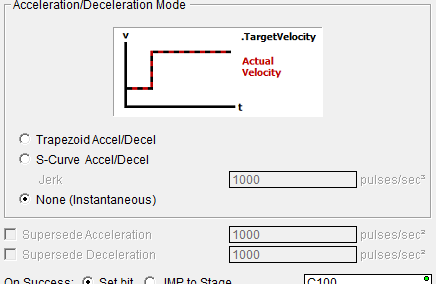 Acceleration/Deceleration Mode
v
.TargetVelocity
Actual
Velocity
t
Trapezoid Accel/Decel
S-Curve Accel/Decel
Jerk 1000 pulses/sec³
None (Instantaneous)
Supersede Acceleration 1000 pulses/sec²
Supersede Deceleration 1000 pulses/sec²
On Success: Set bit JMP to Stage C100